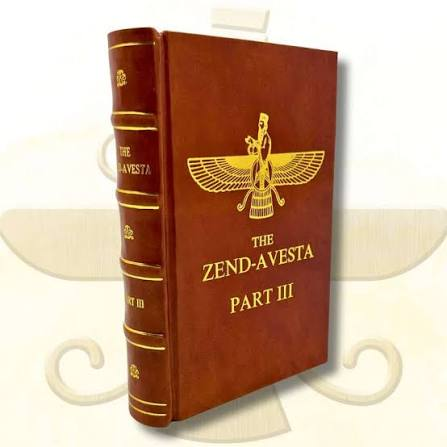 THE
ZEND-AVESTA
PART III
THE
ZEND-AVESTA
PART III